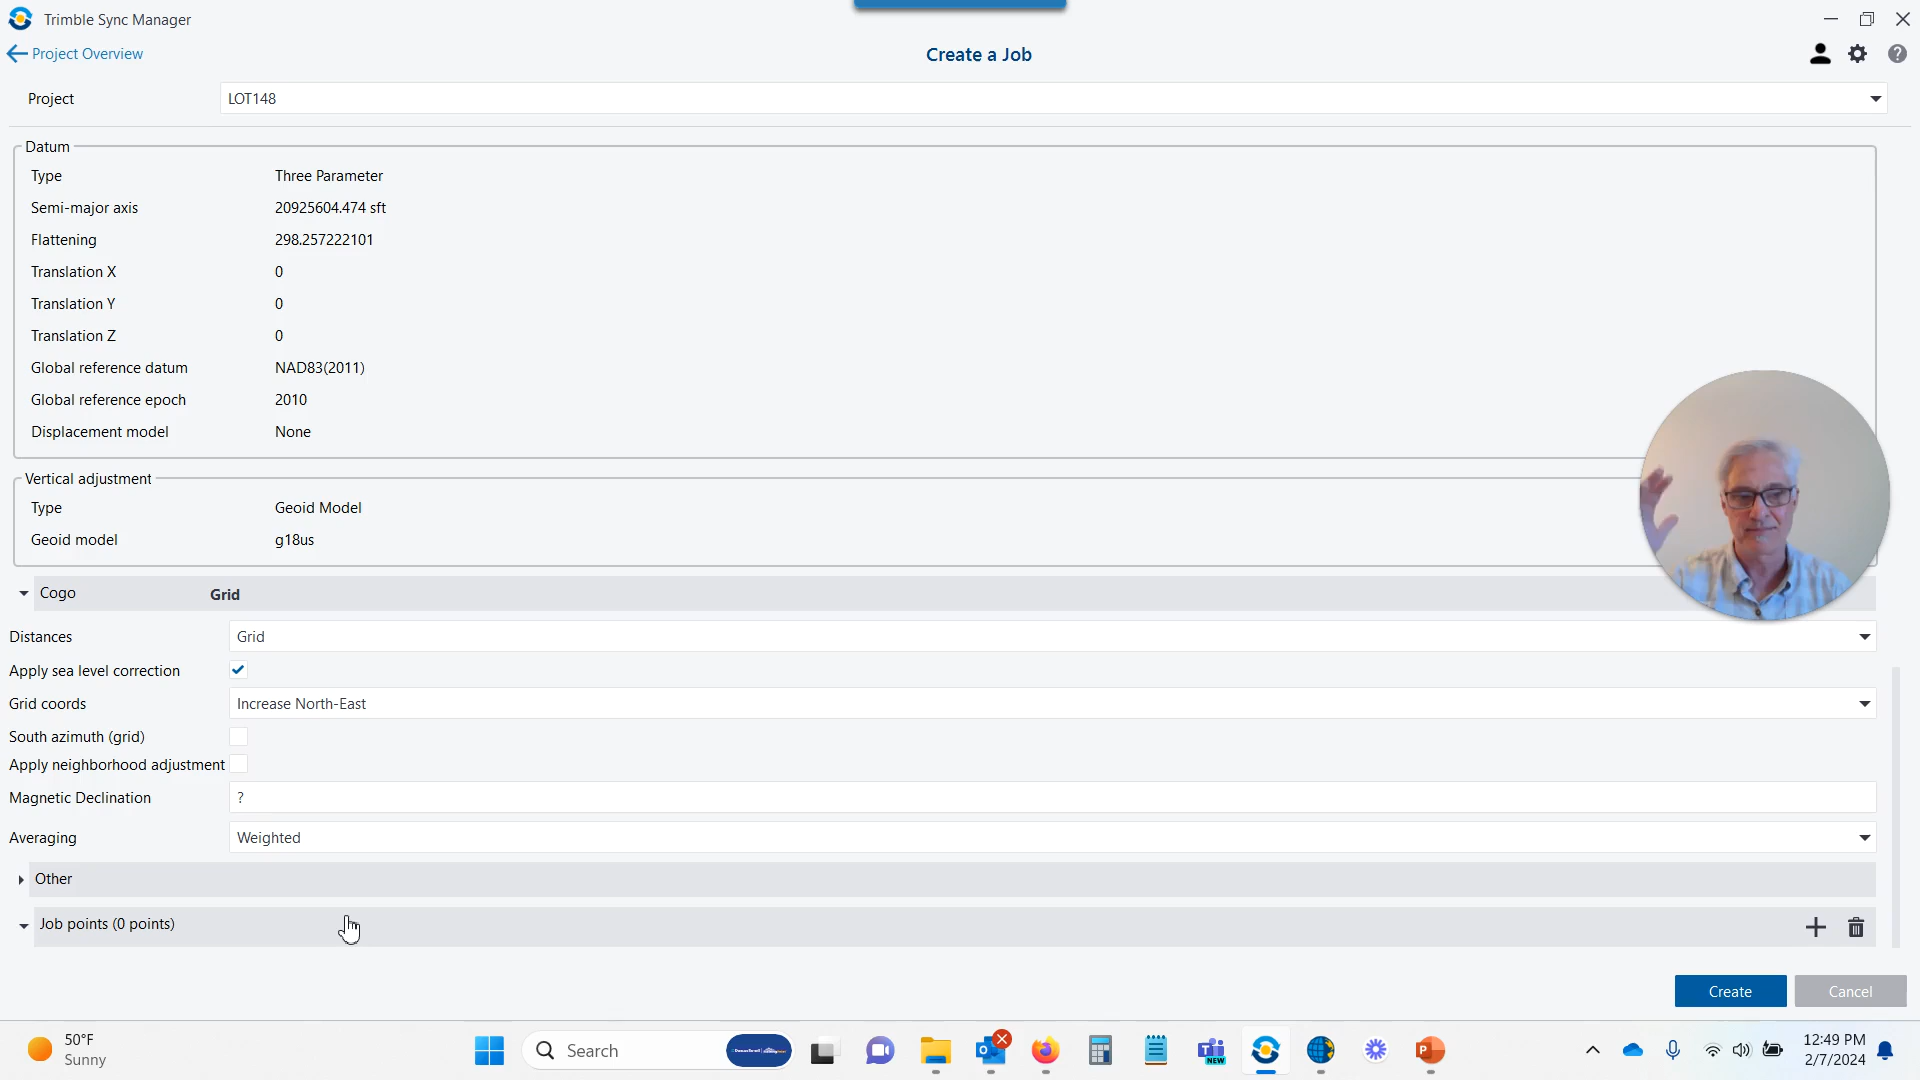 Trimble Sync Manager
Project Overview
Create a Job
Project
LOT148
Datum
Type Three Parameter
Semi-major axis 20925604.474 sft
Flattening 298.257222101
Translation X 0
Translation Y 0
Translation Z 0
Global reference datum NAD83(2011)
Global reference epoch 2010
Displacement model None
Vertical adjustment
Type Geoid Model
Geoid model g18us
Cogo Grid
Distances Grid
Apply sea level correction
Grid coords Increase North-East
South azimuth (grid)
Apply neighborhood adjustment
Magnetic Declination ?
Averaging Weighted
Other
Job points (0 points)
Create Cancel
50°F
Sunny
Search
NEW
12:49 PM
2/7/2024